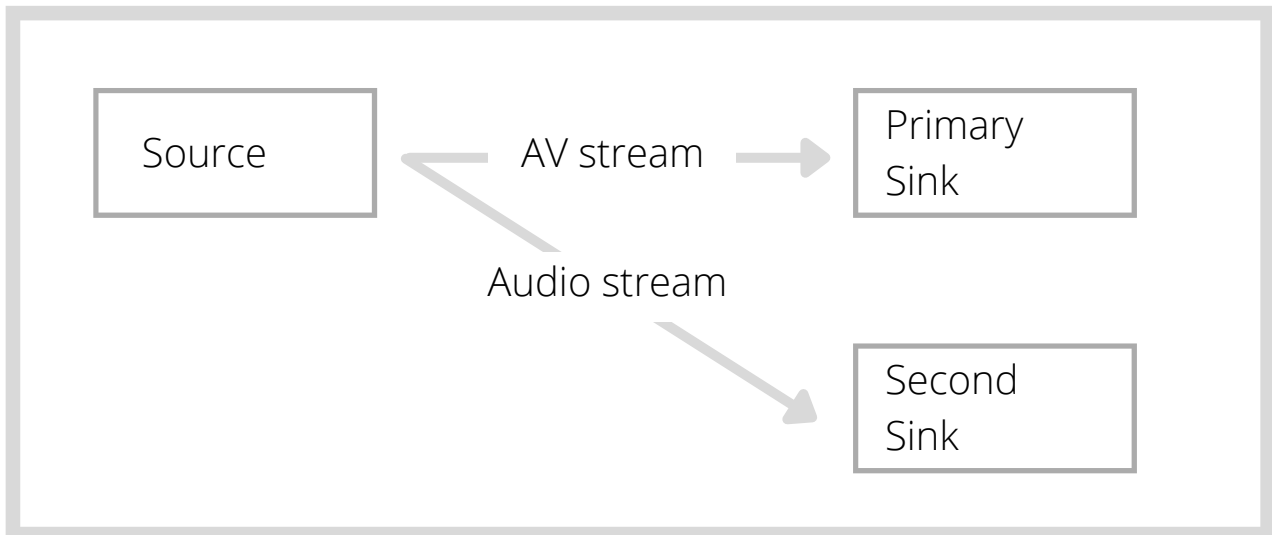 Source
AV stream
Primary
Sink
Audio stream
Second
Sink